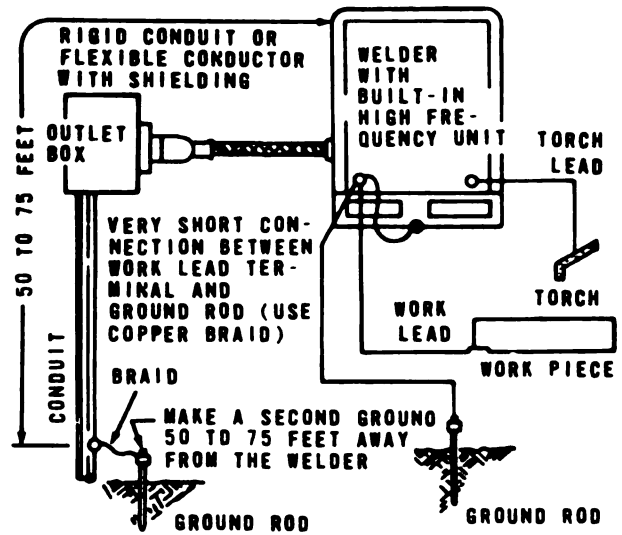 RIGID CONDUIT OR
FLEXIBLE CONDUCTOR
WITH SHIELDING
WELDER
WITH
BUILT-IN
HIGH FRE-
QUENCY UNIT
OUTLET
BOX
TORCH
LEAD
50 TO 75 FEET
VERY SHORT CON-
NECTION BETWEEN
WORK LEAD TER-
MINAL AND
GROUND ROD (USE
COPPER BRAID)
TORCH
WORK
LEAD
WORK PIECE
CONDUIT
BRAID
MAKE A SECOND GROUND
50 TO 75 FEET AWAY
FROM THE WELDER
GROUND ROD
GROUND ROD